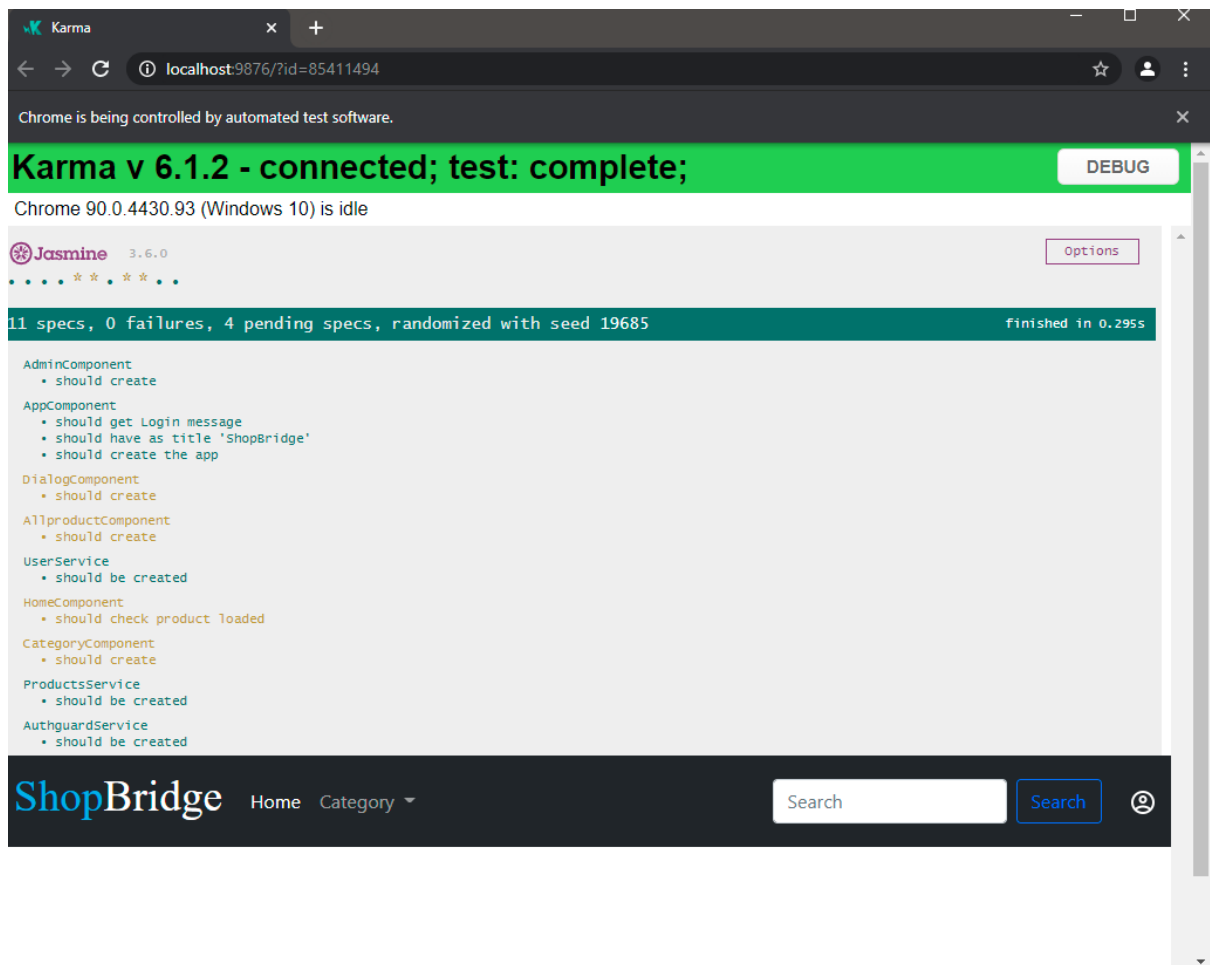 Karma
localhost:9876/?id=85411494
Chrome is being controlled by automated test software.
Karma v 6.1.2 - connected; test: complete;
DEBUG
Chrome 90.0.4430.93 (Windows 10) is idle
Jasmine 3.6.0
Options
• • • • * * • * * • •
11 specs, 0 failures, 4 pending specs, randomized with seed 19685
finished in 0.295s
AdminComponent
• should create
AppComponent
• should get Login message
• should have as title 'ShopBridge'
• should create the app
DialogComponent
• should create
AllproductComponent
• should create
UserService
• should be created
HomeComponent
• should check product loaded
CategoryComponent
• should create
ProductsService
• should be created
AuthguardService
• should be created
ShopBridge Home Category Search Search